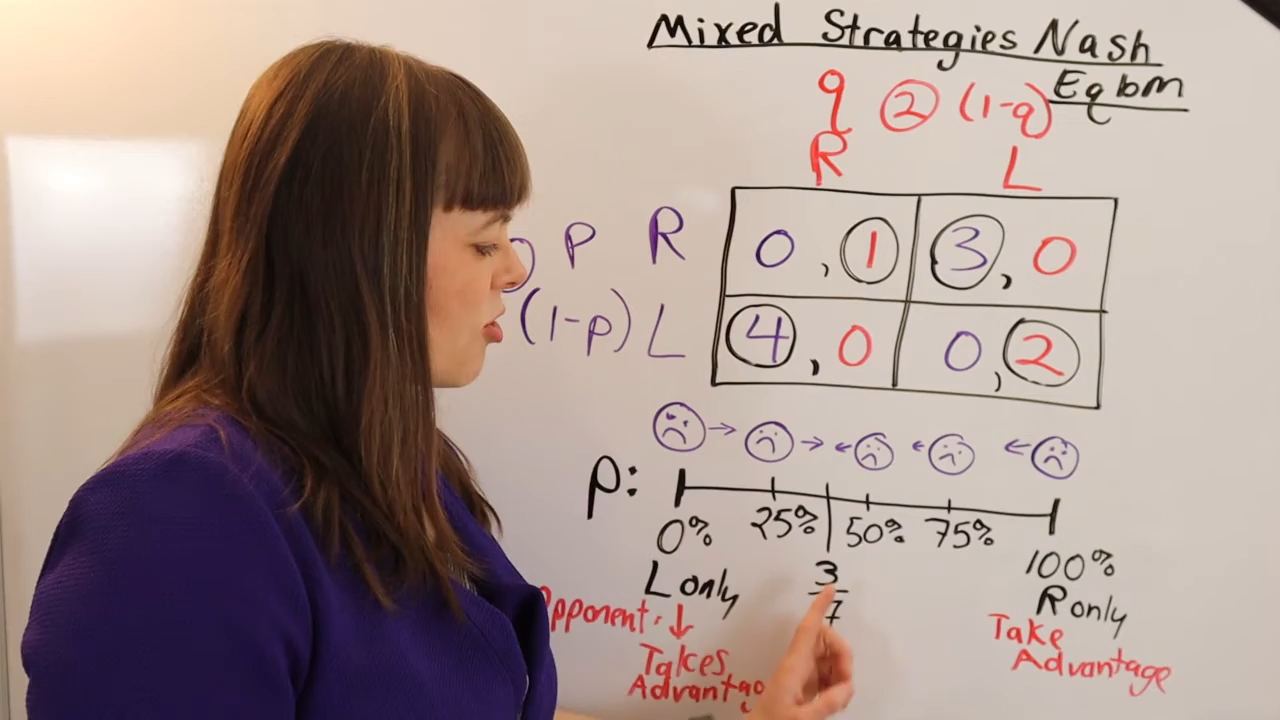 Mixed Strategies Nash
Eqbm
q ② (1-q)
R L
P R 0, 1 3, 0
(1-p) L 4, 0 0, 2
p:
0% 25% 50% 75% 100%
L only 3/7 R only
Opponent: ↓ Take
Takes Advantage
Advantag